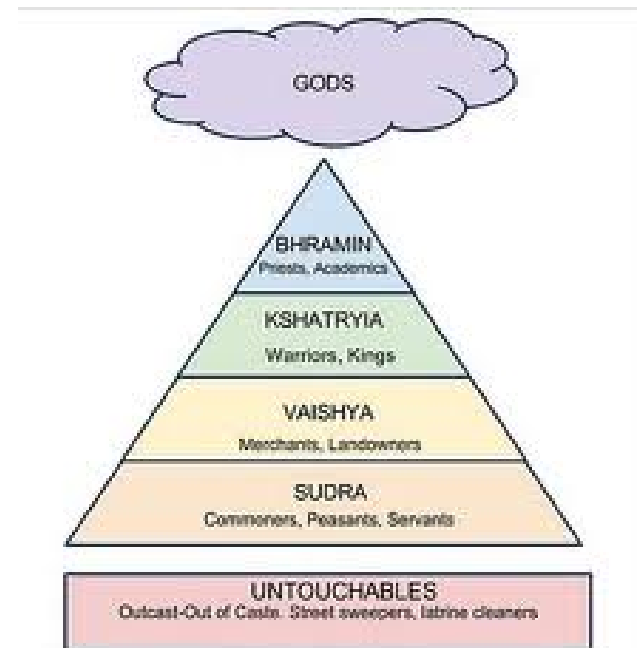 GODS
BHRAMIN
Priests, Academics
KSHATRYIA
Warriors, Kings
VAISHYA
Merchants, Landowners
SUDRA
Commoners, Peasants, Servants
UNTOUCHABLES
Outcast-Out of Caste. Street sweepers, latrine cleaners